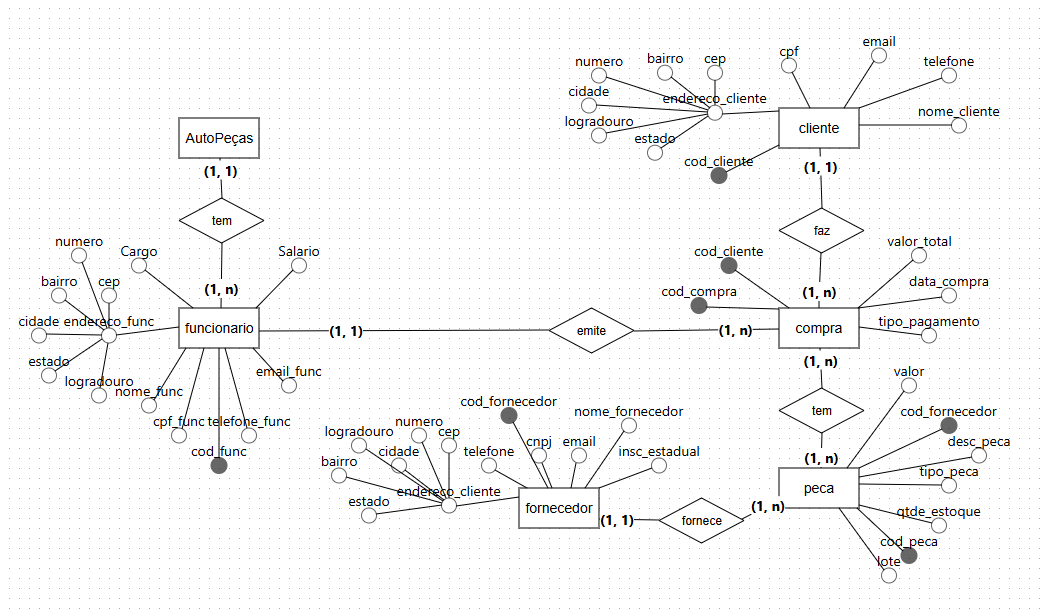 email
cpf
bairro
cep
numero
telefone
cidade
endereco_cliente
nome_cliente
logradouro
cliente
AutoPeças
estado
cod_cliente
(1, 1)
(1, 1)
tem
faz
numero
Cargo
Salario
cod_cliente
valor_total
bairro
cep
(1, n)
cod_compra
(1, n)
data_compra
cidade
endereco_func
funcionario
(1, 1)
emite
(1, n)
compra
tipo_pagamento
estado
(1, n)
logradouro
nome_func
email_func
valor
cod_fornecedor
nome_fornecedor
tem
cod_fornecedor
cpf_func
telefone_func
numero
logradouro
cep
cnpj
email
desc_peca
cod_func
cidade
telefone
insc_estadual
(1, n)
bairro
tipo_peca
endereco_cliente
peca
estado
fornecedor
(1, 1)
fornece
(1, n)
qtde_estoque
cod_peca
lote